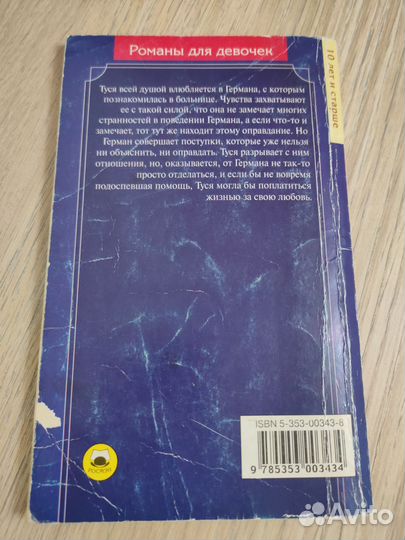 Романы для девочек
10 лет и старше
Туся всей душой влюбляется в Германа, с которым
познакомилась в больнице. Чувства захватывают
ее с такой силой, что она не замечает многих
странностей в поведении Германа, а если что-то и
замечает, тот тут же находит этому оправдание. Но
Герман совершает поступки, которые уже нельзя
ни объяснить, ни оправдать. Туся разрывает с ним
отношения, но, оказывается, от Германа не так-то
просто отделаться, и если бы не вовремя
подоспевшая помощь, Туся могла бы поплатиться
жизнью за свою любовь.
ISBN 5-353-00343-8
9 785353 003434
РОСМЭН
Avito